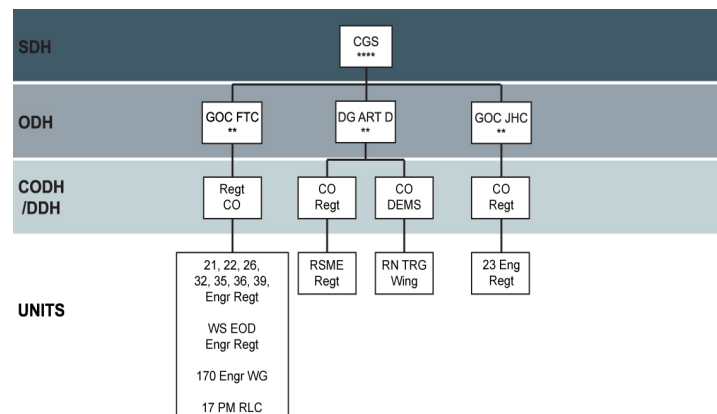 SDH
CGS
****
ODH
GOC FTC
**
DG ART D
**
GOC JHC
**
CODH
/DDH
Regt
CO
CO
Regt
CO
DEMS
CO
Regt
UNITS
21, 22, 26,
32, 35, 36, 39,
Engr Regt
WS EOD
Engr Regt
170 Engr WG
17 PM RLC
RSME
Regt
RN TRG
Wing
23 Eng
Regt